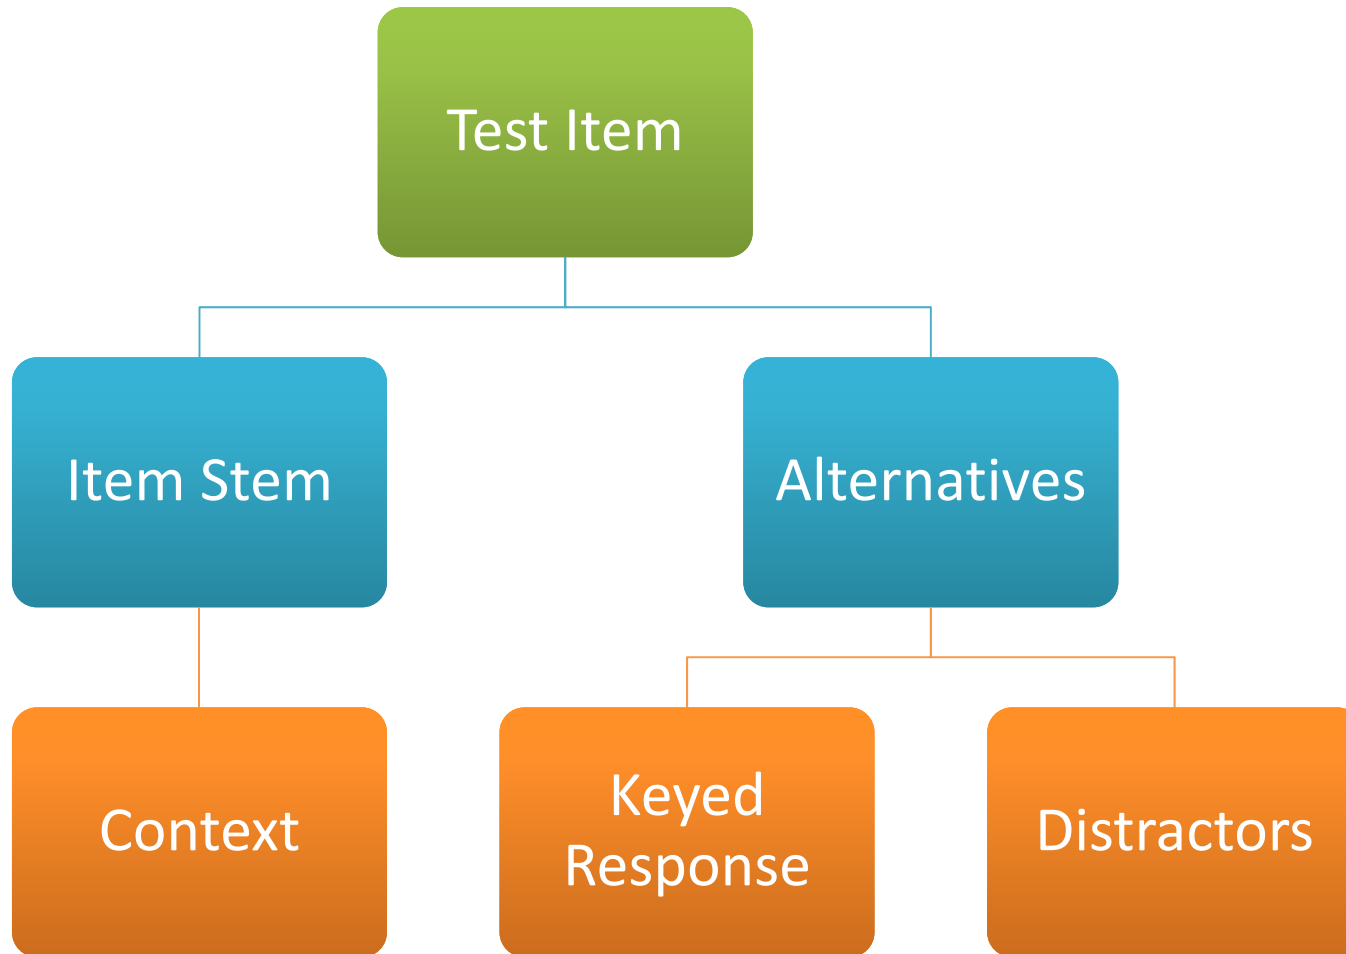 Test Item
Item Stem
Alternatives
Context
Keyed
Response
Distractors